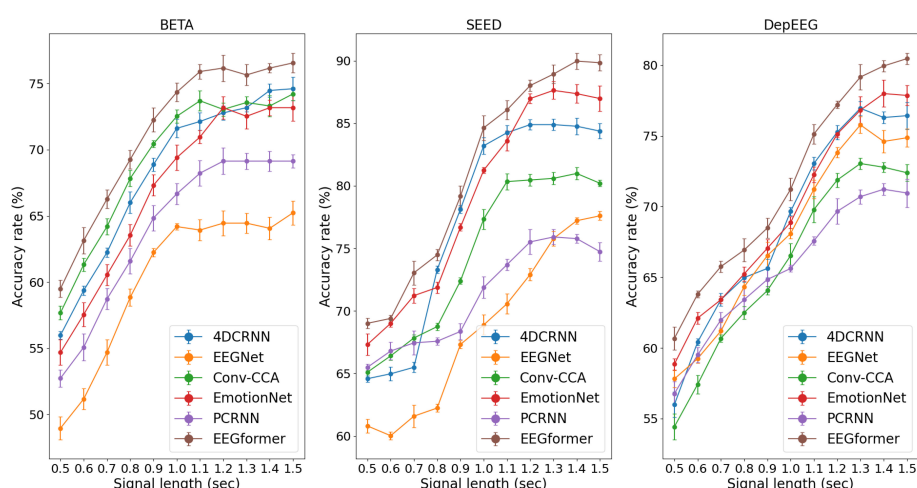 BETA
Accuracy rate (%)
75
70
65
60
55
50
0.5 0.6 0.7 0.8 0.9 1.0 1.1 1.2 1.3 1.4 1.5
Signal length (sec)
4DCRNN
EEGNet
Conv-CCA
EmotionNet
PCRNN
EEGformer
SEED
Accuracy rate (%)
90
85
80
75
70
65
60
0.5 0.6 0.7 0.8 0.9 1.0 1.1 1.2 1.3 1.4 1.5
Signal length (sec)
4DCRNN
EEGNet
Conv-CCA
EmotionNet
PCRNN
EEGformer
DepEEG
Accuracy rate (%)
80
75
70
65
60
55
0.5 0.6 0.7 0.8 0.9 1.0 1.1 1.2 1.3 1.4 1.5
Signal length (sec)
4DCRNN
EEGNet
Conv-CCA
EmotionNet
PCRNN
EEGformer